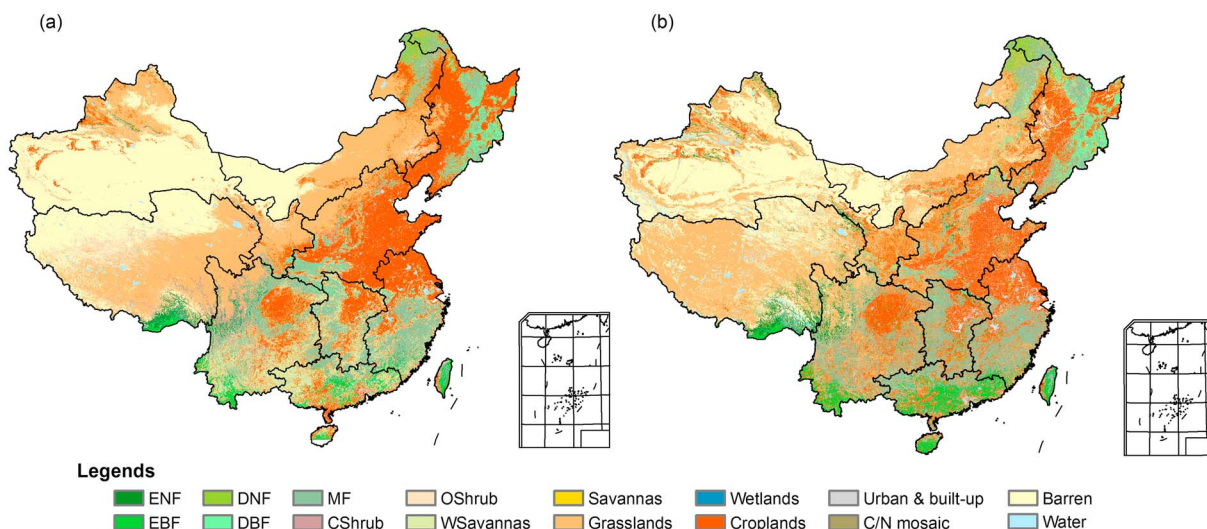 (a) (b)
Legends
ENF DNF MF OShrub Savannas Wetlands Urban & built-up Barren
EBF DBF CShrub WSavannas Grasslands Croplands C/N mosaic Water